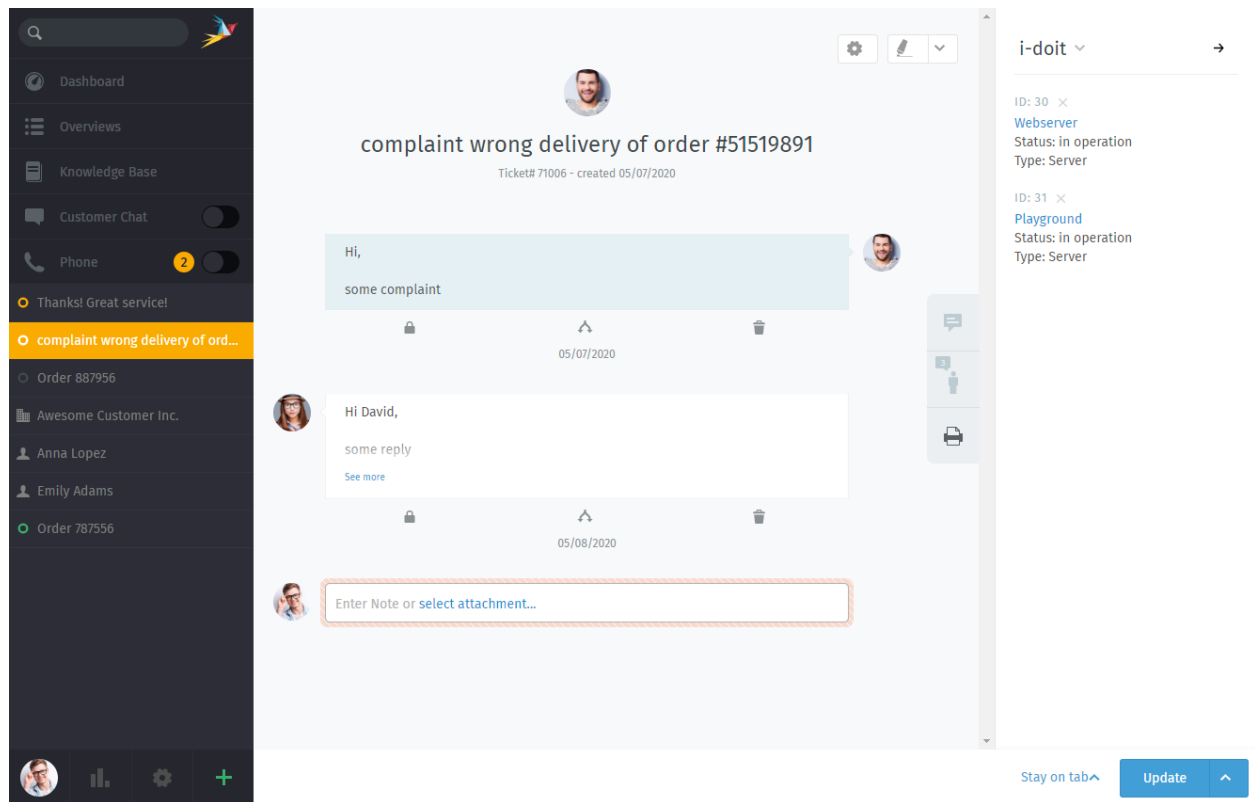 Dashboard
Overviews
Knowledge Base
Customer Chat
Phone 2
Thanks! Great service!
complaint wrong delivery of ord...
Order 887956
Awesome Customer Inc.
Anna Lopez
Emily Adams
Order 787556
complaint wrong delivery of order #51519891
Ticket# 71006 - created 05/07/2020
Hi,
some complaint
05/07/2020
Hi David,
some reply
See more
05/08/2020
Enter Note or select attachment...
3
i-doit
ID: 30
Webserver
Status: in operation
Type: Server
ID: 31
Playground
Status: in operation
Type: Server
Stay on tab
Update